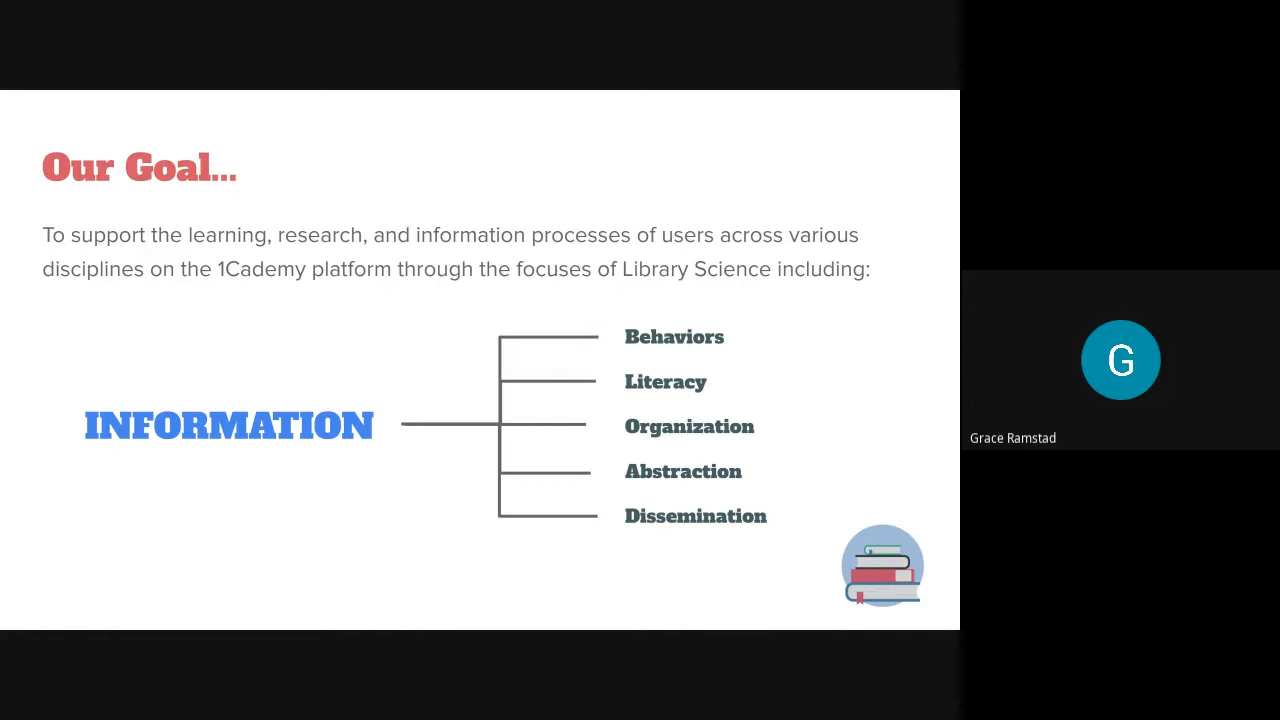 Our Goal...
To support the learning, research, and information processes of users across various
disciplines on the 1Cademy platform through the focuses of Library Science including:
INFORMATION
Behaviors
Literacy
Organization
Abstraction
Dissemination
G
Grace Ramstad